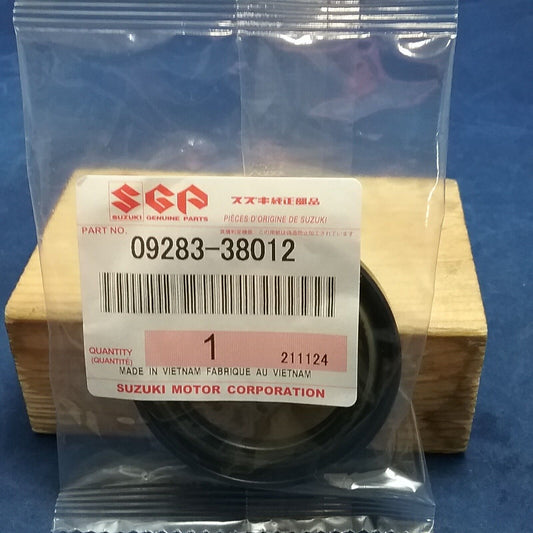 SGP
スズキ純正部品
SUZUKI GENUINE PARTS
PIÈCES D'ORIGINE DE SUZUKI
PART NO.
09283-38012
QUANTITY
(QUANTITÉ)
1
211124
MADE IN VIETNAM FABRIQUE AU VIETNAM
SUZUKI MOTOR CORPORATION